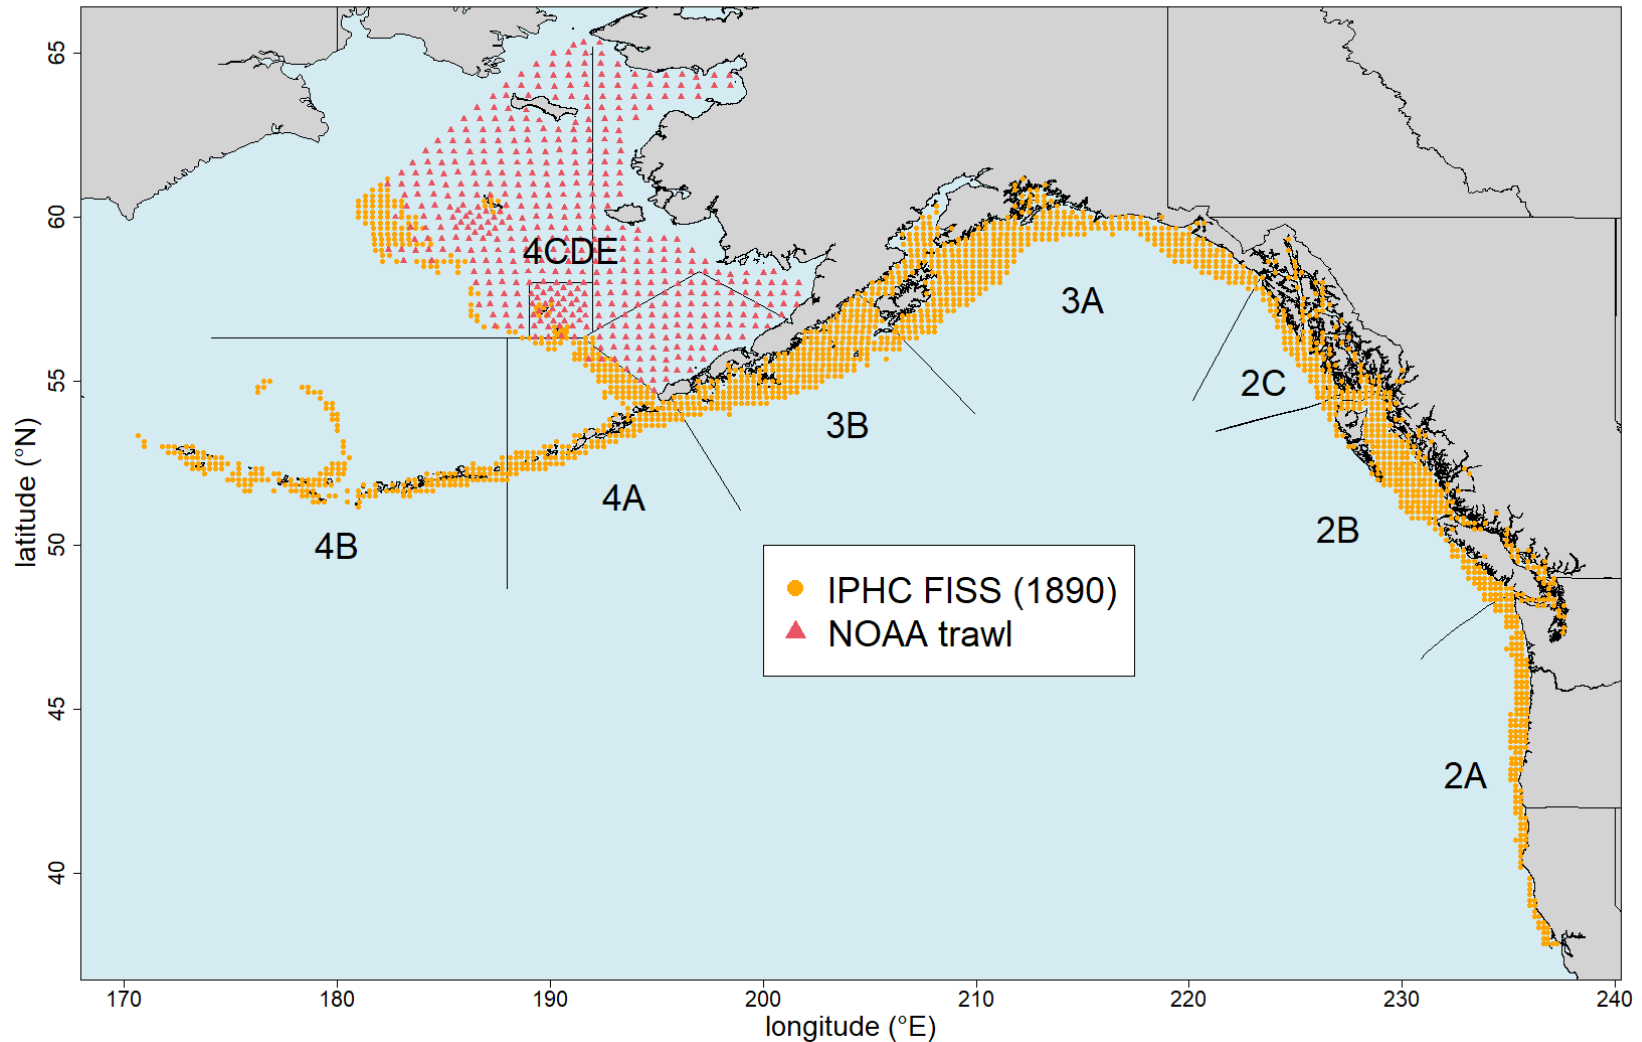 65
60
55
50
45
40
latitude (°N)
4CDE
3A
2C
3B
4A
2B
4B
IPHC FISS (1890)
NOAA trawl
2A
170
180
190
200
210
220
230
240
longitude (°E)